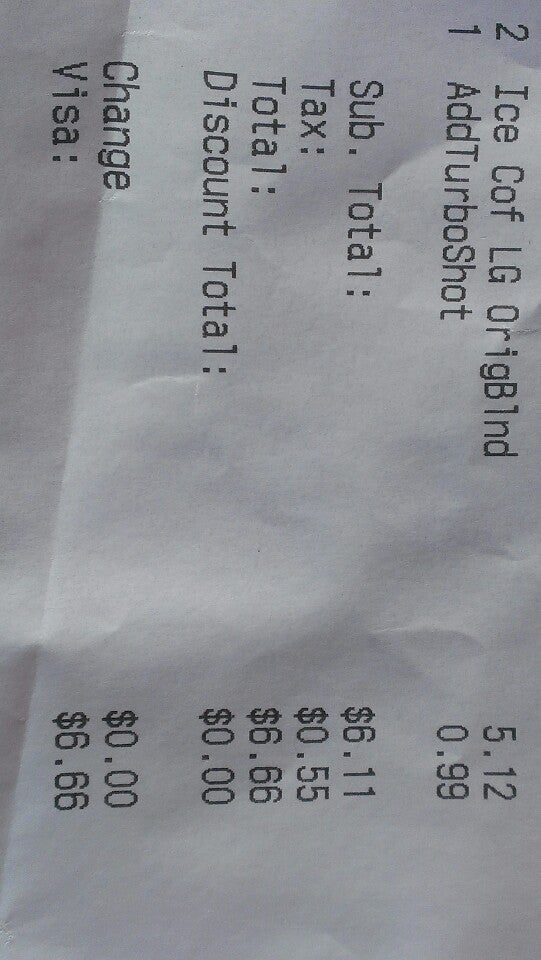 2 Ice Cof LG OrigBlnd 5.12
1 AddTurboShot 0.99
Sub. Total: $6.11
Tax: $0.55
Total: $6.66
Discount Total: $0.00
Change $0.00
Visa: $6.66